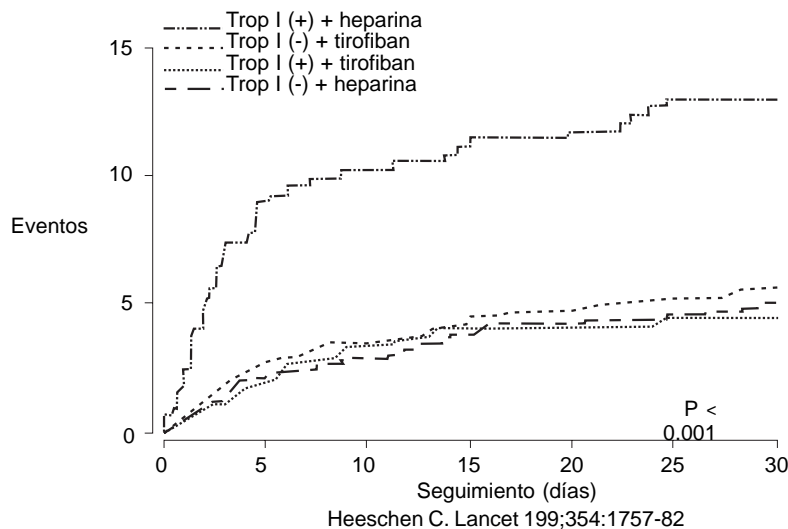 Trop I (+) + heparina
Trop I (-) + tirofiban
Trop I (+) + tirofiban
Trop I (-) + heparina
15
10
Eventos
5
0
P <
0.001
0 5 10 15 20 25 30
Seguimiento (días)
Heeschen C. Lancet 199;354:1757-82